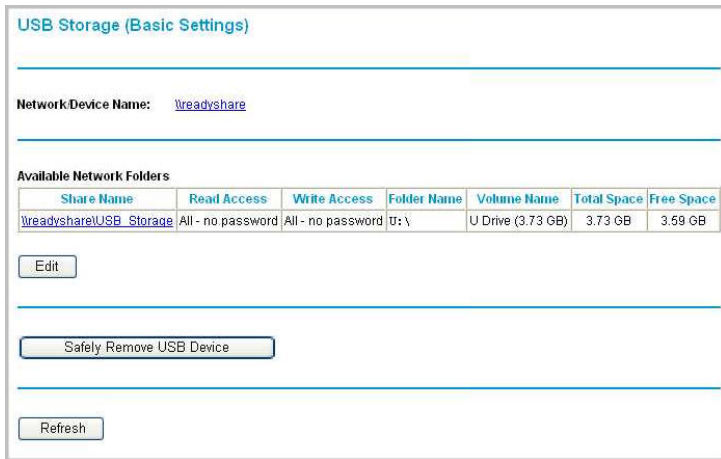 USB Storage (Basic Settings)
Network/Device Name: \\readyshare
Available Network Folders
Share Name Read Access Write Access Folder Name Volume Name Total Space Free Space
\\readyshare\USB_Storage All - no password All - no password U:\ U Drive (3.73 GB) 3.73 GB 3.59 GB
Edit
Safely Remove USB Device
Refresh